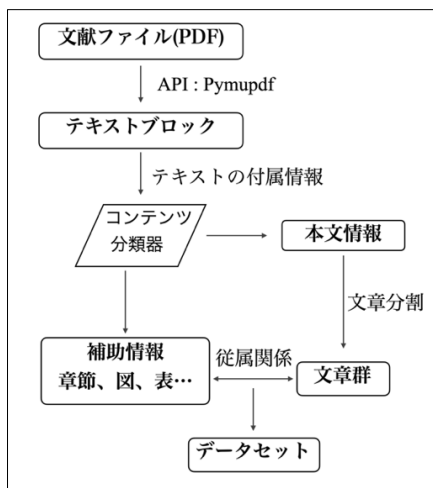 文献ファイル(PDF)
API : Pymupdf
テキストブロック
テキストの付属情報
コンテンツ
分類器
本文情報
文章分割
補助情報
章節、図、表…
従属関係
文章群
データセット